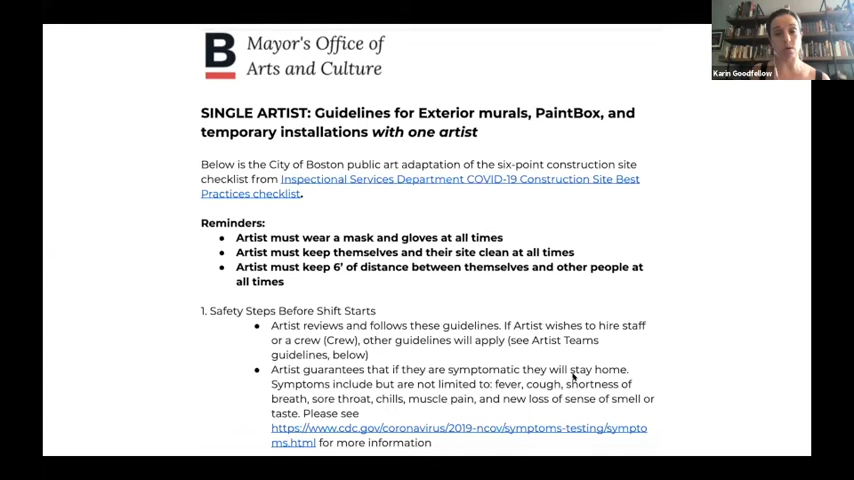 B
Mayor's Office of
Arts and Culture
Karin Goodfellow
SINGLE ARTIST: Guidelines for Exterior murals, PaintBox, and
temporary installations with one artist
Below is the City of Boston public art adaptation of the six-point construction site
checklist from Inspectional Services Department COVID-19 Construction Site Best
Practices checklist.
Reminders:
● Artist must wear a mask and gloves at all times
● Artist must keep themselves and their site clean at all times
● Artist must keep 6' of distance between themselves and other people at
all times
1. Safety Steps Before Shift Starts
● Artist reviews and follows these guidelines. If Artist wishes to hire staff
or a crew (Crew), other guidelines will apply (see Artist Teams
guidelines, below)
● Artist guarantees that if they are symptomatic they will stay home.
Symptoms include but are not limited to: fever, cough, shortness of
breath, sore throat, chills, muscle pain, and new loss of sense of smell or
taste. Please see
https://www.cdc.gov/coronavirus/2019-ncov/symptoms-testing/sympto
ms.html for more information